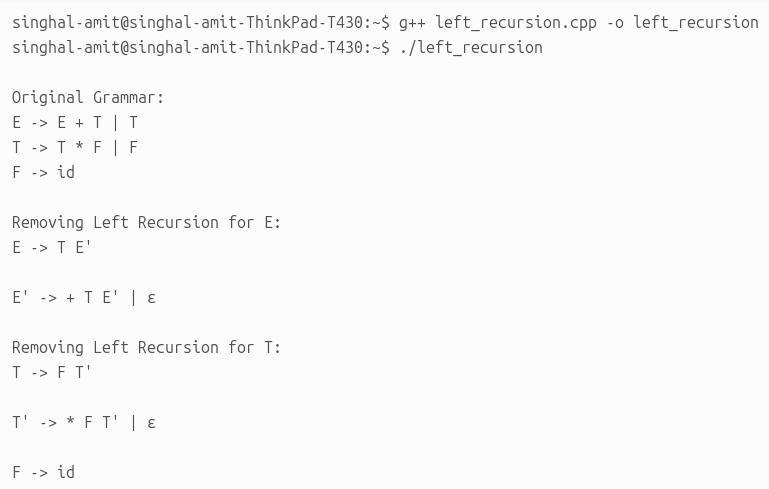 singhal-amit@singhal-amit-ThinkPad-T430:~$ g++ left_recursion.cpp -o left_recursion
singhal-amit@singhal-amit-ThinkPad-T430:~$ ./left_recursion
Original Grammar:
E -> E + T | T
T -> T * F | F
F -> id
Removing Left Recursion for E:
E -> T E'
E' -> + T E' | ε
Removing Left Recursion for T:
T -> F T'
T' -> * F T' | ε
F -> id